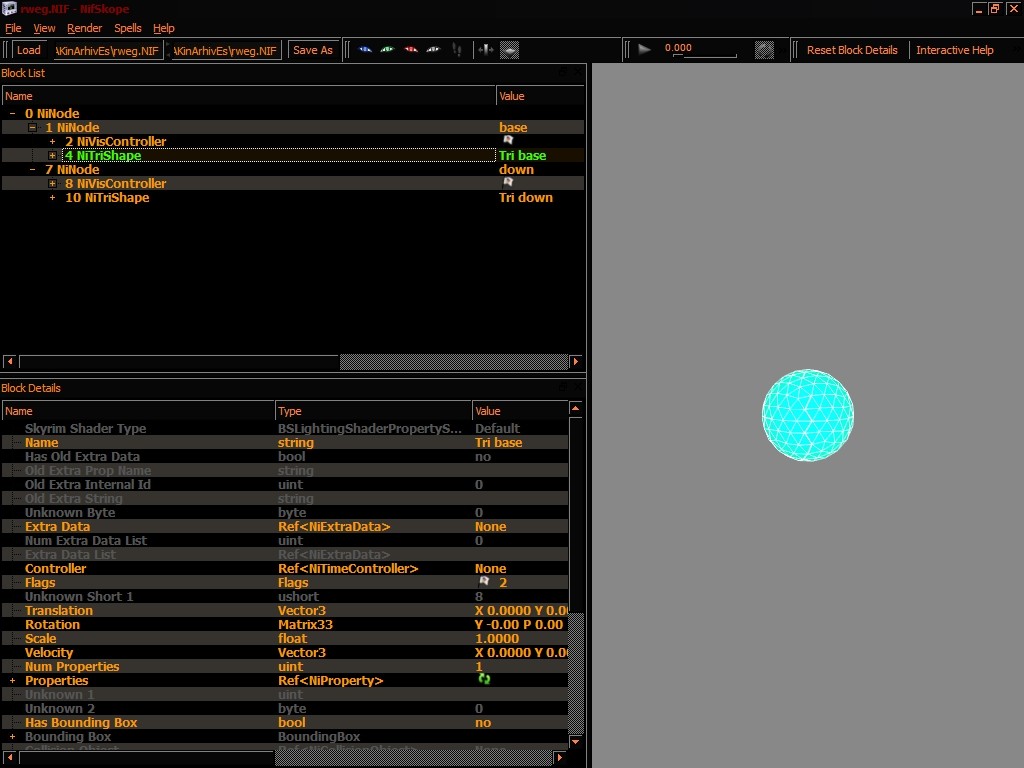 rweg.NIF - NifSkope
File View Render Spells Help
Load \KinArhivEs\rweg.NIF \KinArhivEs\rweg.NIF Save As 0.000 Reset Block Details Interactive Help
Block List
Name Value
0 NiNode
1 NiNode base
2 NiVisController
4 NiTriShape Tri base
7 NiNode down
8 NiVisController
10 NiTriShape Tri down
Block Details
Name Type Value
Skyrim Shader Type BSLightingShaderPropertyS... Default
Name string Tri base
Has Old Extra Data bool no
Old Extra Prop Name string
Old Extra Internal Id uint 0
Old Extra String string
Unknown Byte byte 0
Extra Data Ref<NiExtraData> None
Num Extra Data List uint 0
Extra Data List Ref<NiExtraData>
Controller Ref<NiTimeController> None
Flags Flags 2
Unknown Short 1 ushort 8
Translation Vector3 X 0.0000 Y 0.00
Rotation Matrix33 Y -0.00 P 0.00
Scale float 1.0000
Velocity Vector3 X 0.0000 Y 0.00
Num Properties uint 1
Properties Ref<NiProperty>
Unknown 1 uint
Unknown 2 byte 0
Has Bounding Box bool no
Bounding Box BoundingBox
Collision Object Ref<NiCollisionObject>